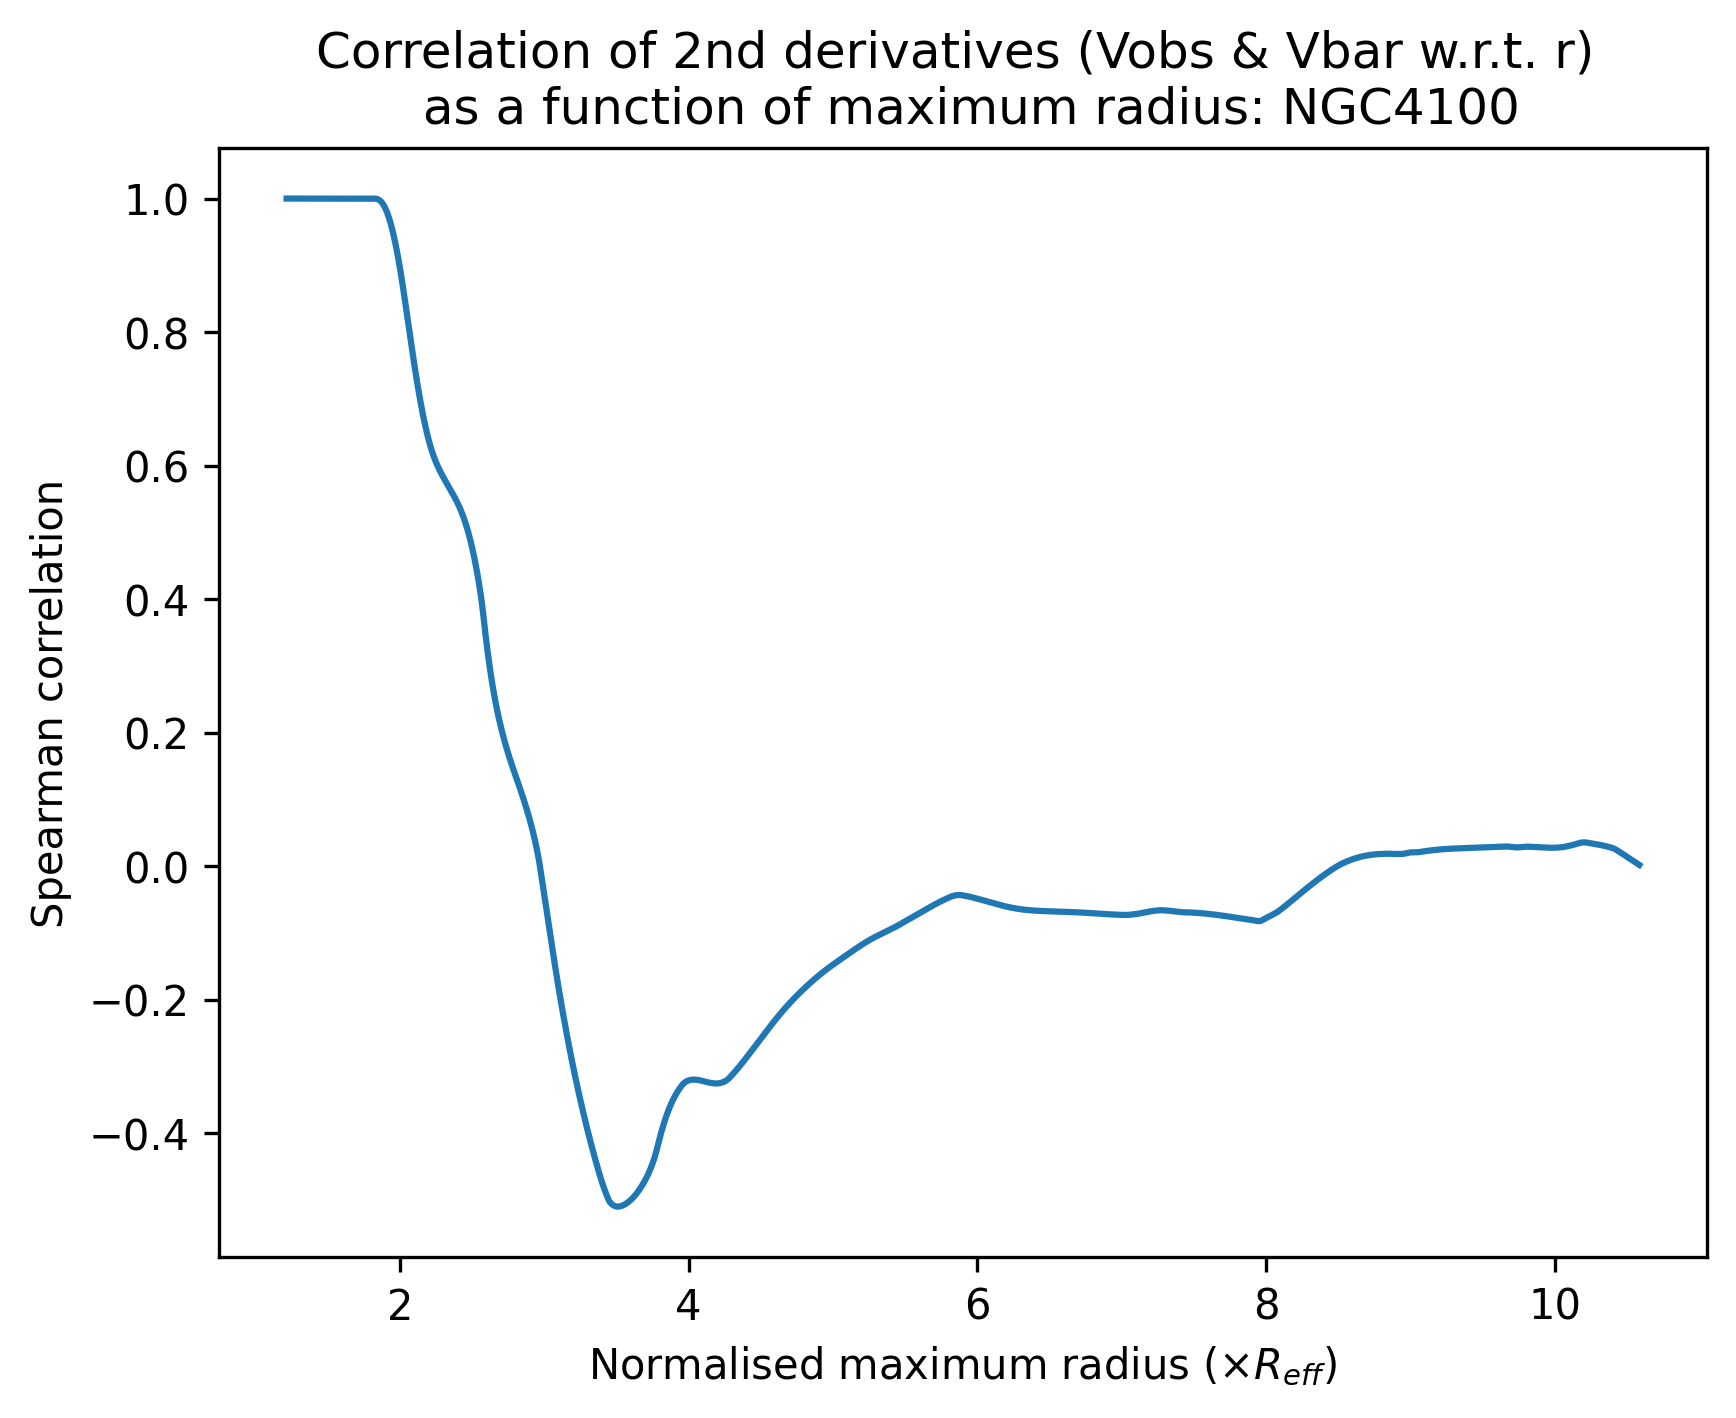 Correlation of 2nd derivatives (Vobs & Vbar w.r.t. r)
as a function of maximum radius: NGC4100
Spearman correlation
1.0
0.8
0.6
0.4
0.2
0.0
−0.2
−0.4
2 4 6 8 10
Normalised maximum radius (×R_{eff})